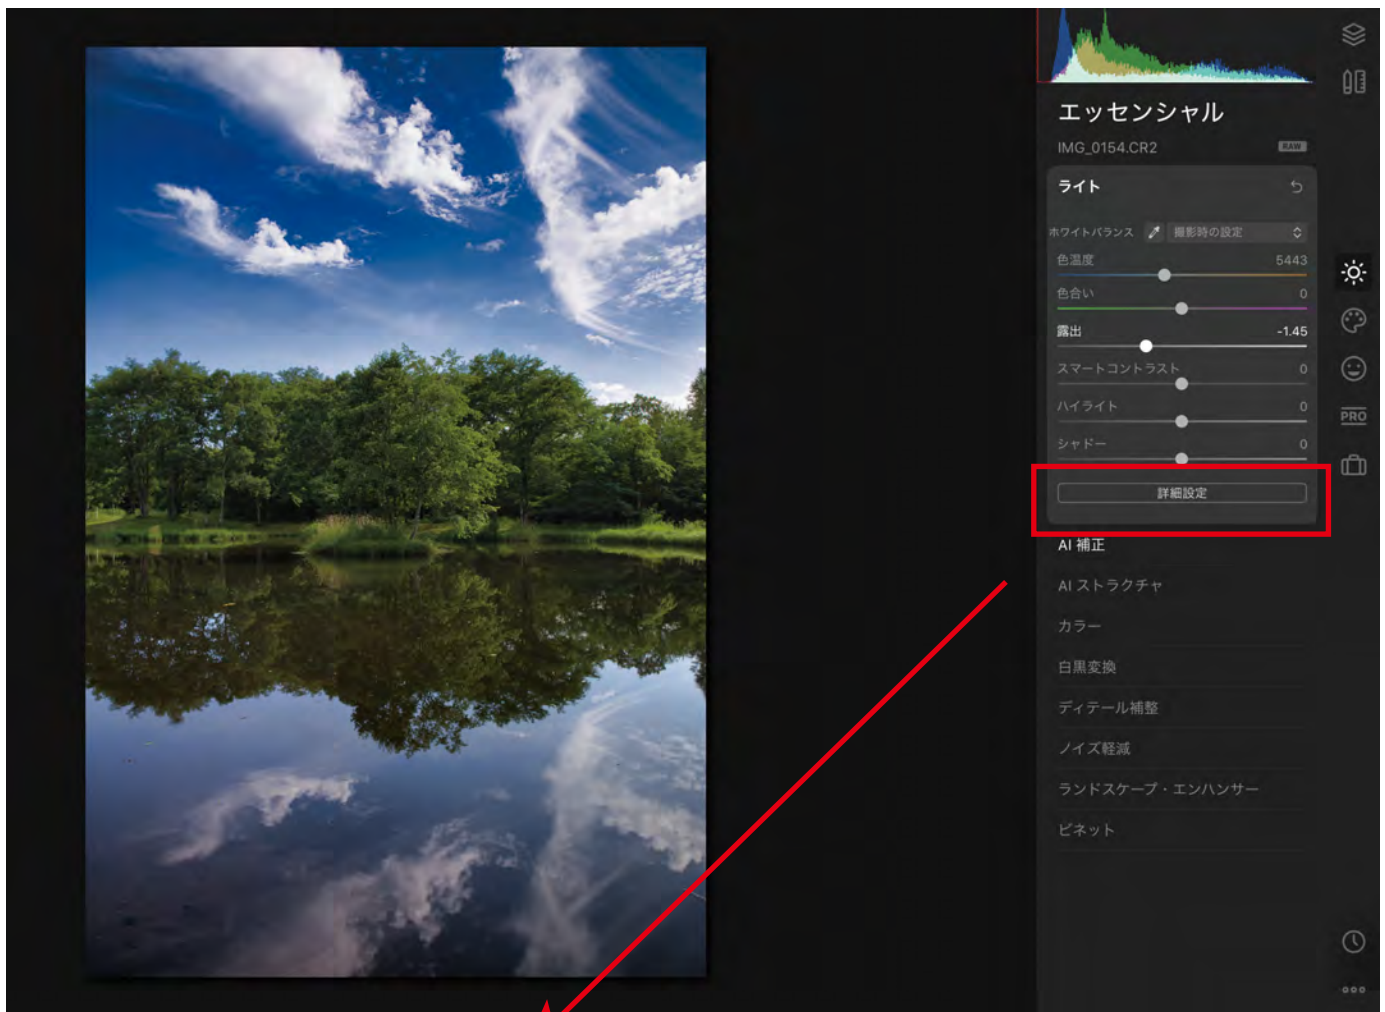 エッセンシャル
IMG_0154.CR2 RAW
ライト
ホワイトバランス 撮影時の設定
色温度 5443
色合い 0
露出 -1.45
スマートコントラスト 0
ハイライト 0
シャドー 0
詳細設定
AI 補正
AI ストラクチャ
カラー
白黒変換
ディテール補整
ノイズ軽減
ランドスケープ・エンハンサー
ビネット
PRO